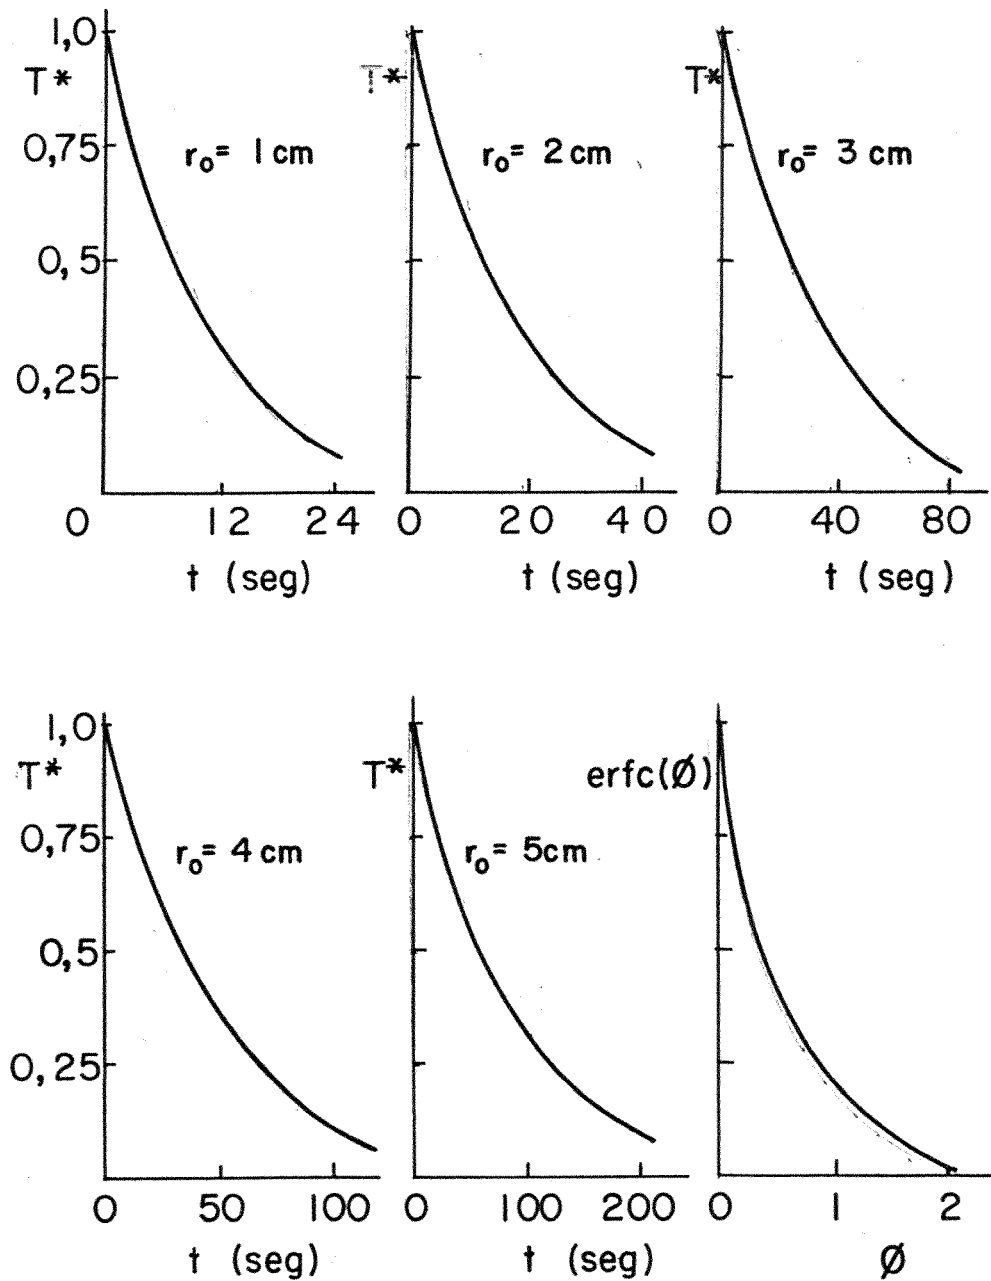 1,0
T*
0,75
r₀= 1 cm
0,5
0,25
0 12 24
t (seg)
T*
r₀= 2 cm
0 20 40
t (seg)
T*
r₀= 3 cm
0 40 80
t (seg)
1,0
T*
0,75
r₀= 4 cm
0,5
0,25
0 50 100
t (seg)
T*
r₀= 5cm
0 100 200
t (seg)
erfc(Ø)
0 1 2
Ø